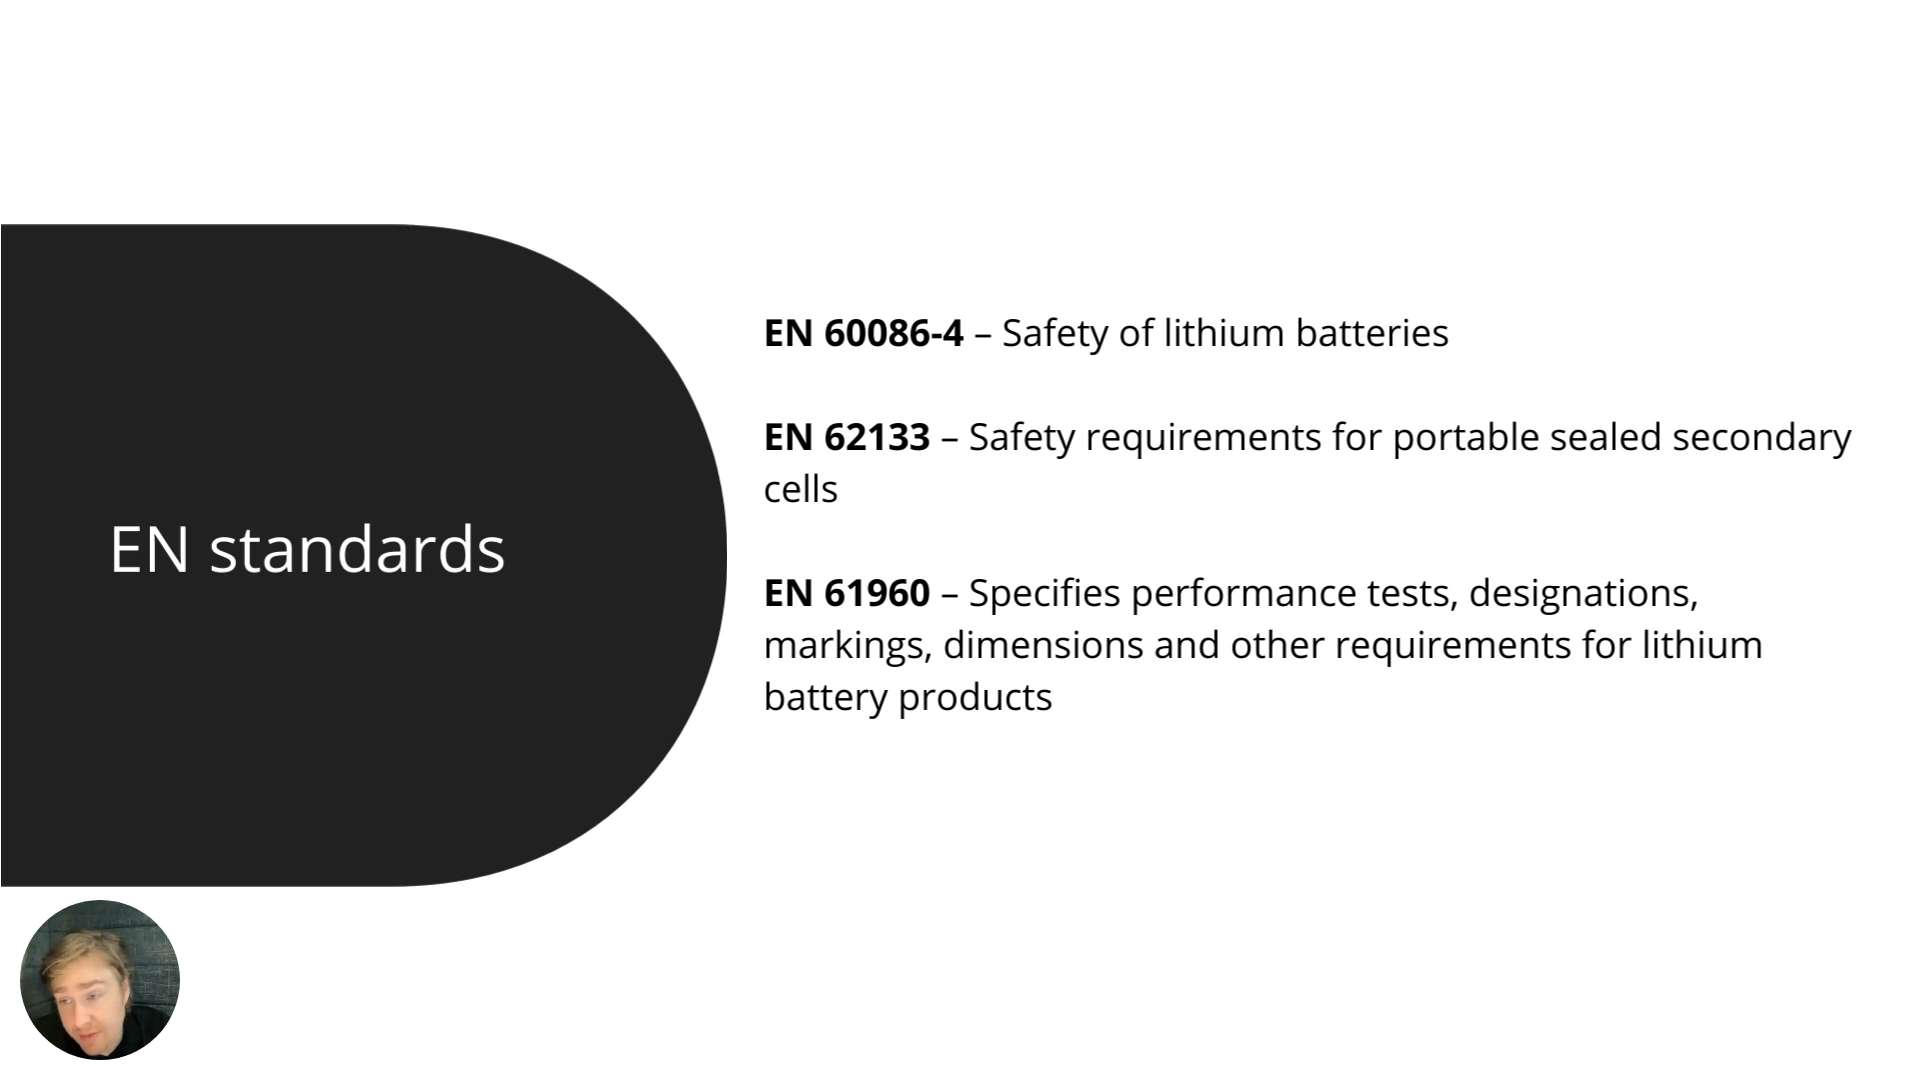 EN standards
EN 60086-4 – Safety of lithium batteries
EN 62133 – Safety requirements for portable sealed secondary
cells
EN 61960 – Specifies performance tests, designations,
markings, dimensions and other requirements for lithium
battery products